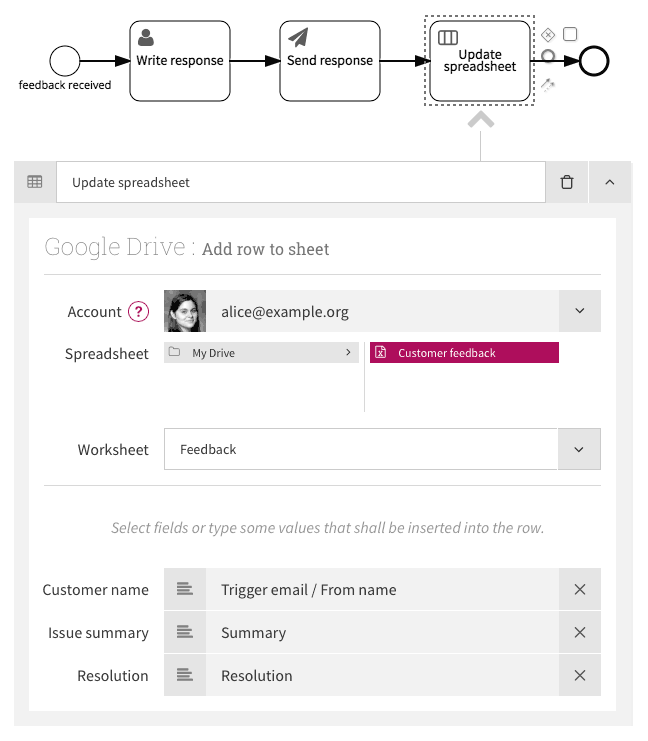 feedback received
Write response
Send response
Update
spreadsheet
Update spreadsheet
Google Drive : Add row to sheet
Account ? alice@example.org
Spreadsheet My Drive Customer feedback
Worksheet Feedback
Select fields or type some values that shall be inserted into the row.
Customer name Trigger email / From name
Issue summary Summary
Resolution Resolution